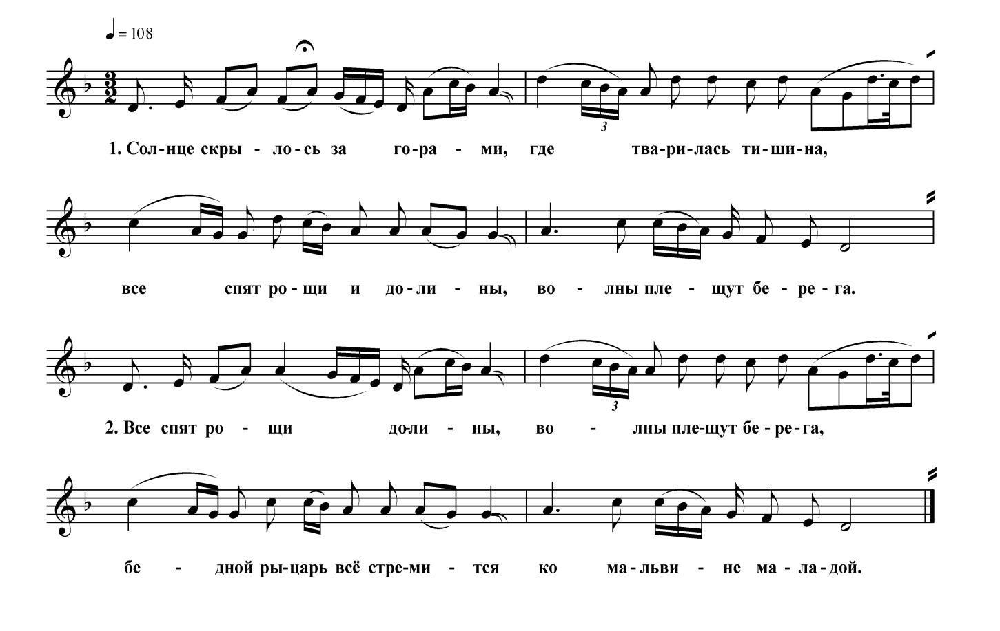 = 108
3
2
1. Сол-нце скры - ло-сь за го-ра - ми, где тва-ри-лась ти-ши-на,
3
все спят ро-щи и до-ли - ны, во - лны пле - щут бе - ре-га.
2. Все спят ро - щи до-ли - ны, во - лны пле-щут бе-ре-га,
3
бе - дной ры-царь всё стре-ми - тся ко ма-льви - не ма - ла-дой.